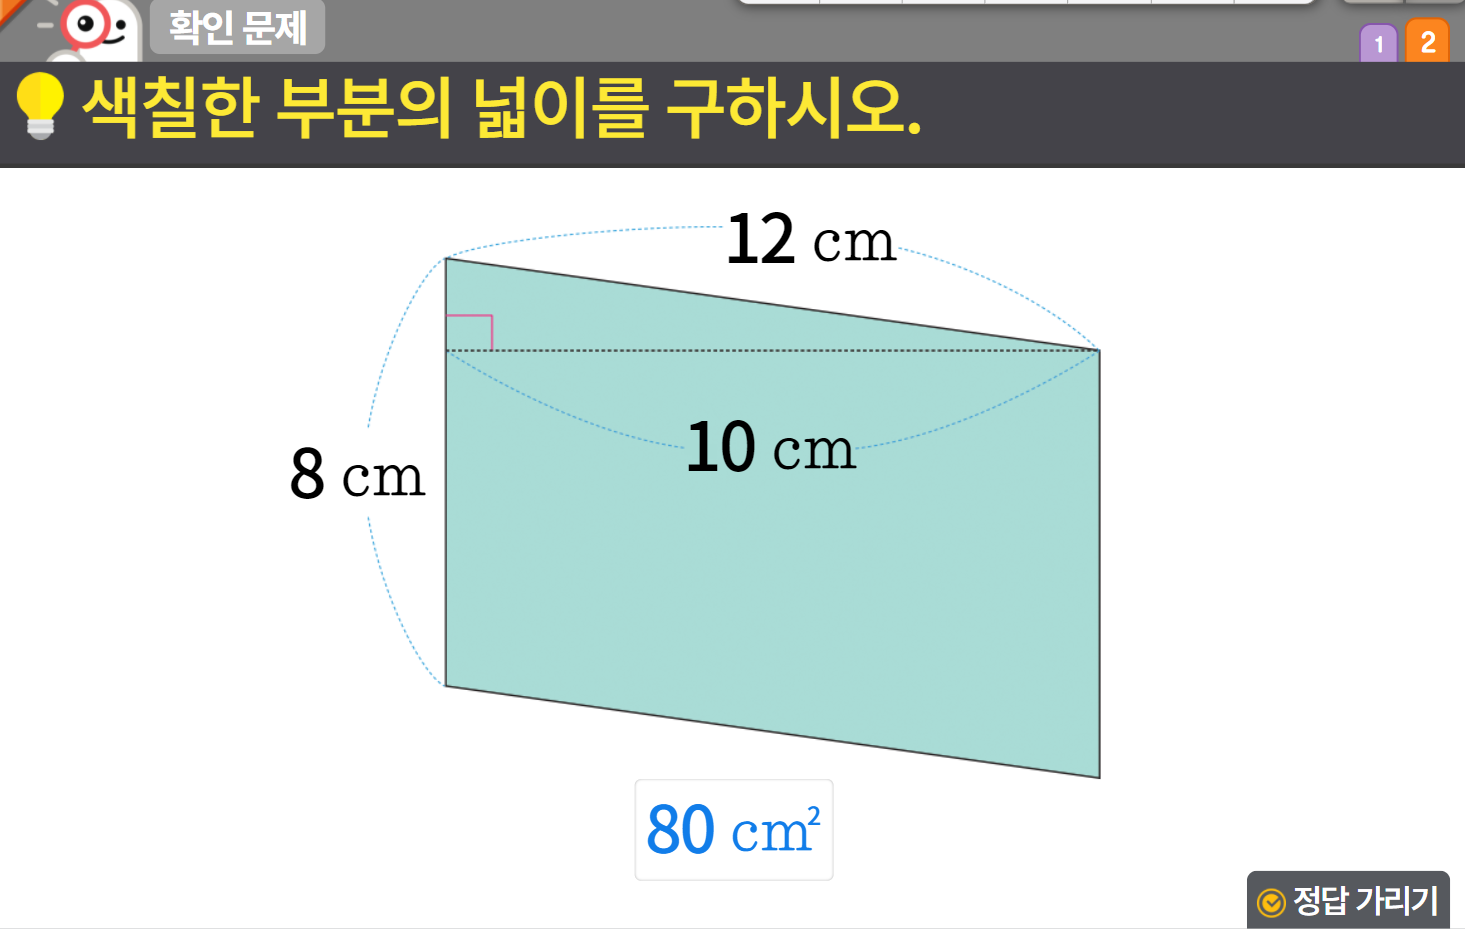 확인 문제
1 2
색칠한 부분의 넓이를 구하시오.
12 cm
10 cm
8 cm
80 cm²
정답 가리기